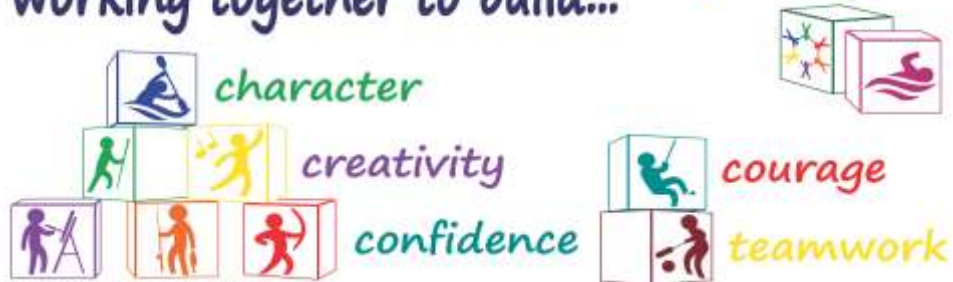 working together to build...
character
creativity
confidence
courage
teamwork